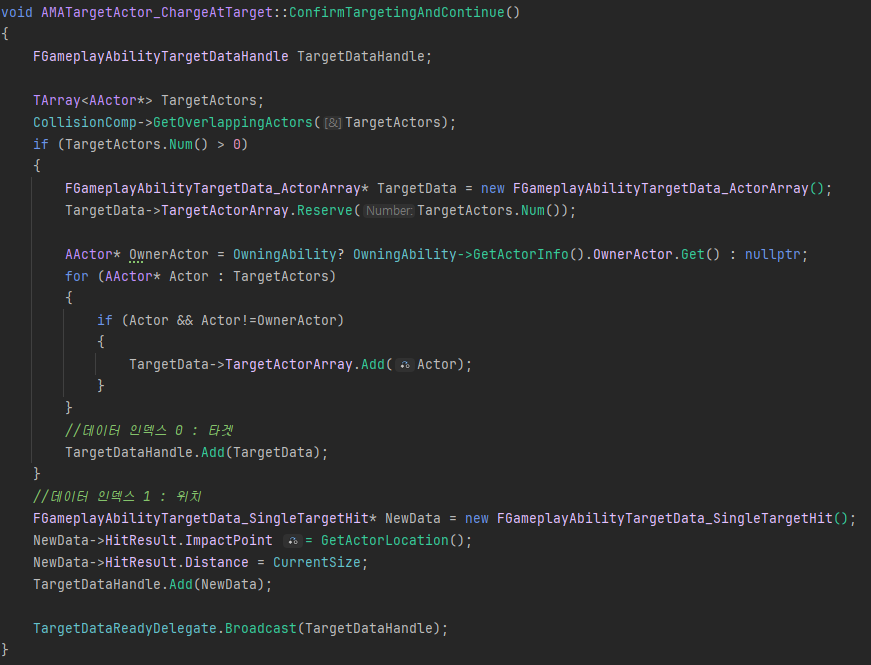 void AMATargetActor_ChargeAtTarget::ConfirmTargetingAndContinue()
{
    FGameplayAbilityTargetDataHandle TargetDataHandle;

    TArray<AActor*> TargetActors;
    CollisionComp->GetOverlappingActors([&]TargetActors);
    if (TargetActors.Num() > 0)
    {
        FGameplayAbilityTargetData_ActorArray* TargetData = new FGameplayAbilityTargetData_ActorArray();
        TargetData->TargetActorArray.Reserve(Number:TargetActors.Num());

        AActor* OwnerActor = OwningAbility? OwningAbility->GetActorInfo().OwnerActor.Get() : nullptr;
        for (AActor* Actor : TargetActors)
        {
            if (Actor && Actor!=OwnerActor)
            {
                TargetData->TargetActorArray.Add(Actor);
            }
        }
        //데이터 인덱스 0 : 타겟
        TargetDataHandle.Add(TargetData);
    }
    //데이터 인덱스 1 : 위치
    FGameplayAbilityTargetData_SingleTargetHit* NewData = new FGameplayAbilityTargetData_SingleTargetHit();
    NewData->HitResult.ImpactPoint = GetActorLocation();
    NewData->HitResult.Distance = CurrentSize;
    TargetDataHandle.Add(NewData);

    TargetDataReadyDelegate.Broadcast(TargetDataHandle);
}